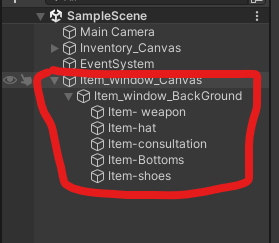 SampleScene
Main Camera
Inventory_Canvas
EventSystem
Item_Window_Canvas
Item_window_BackGround
Item- weapon
Item-hat
Item-consultation
Item-Bottoms
Item-shoes